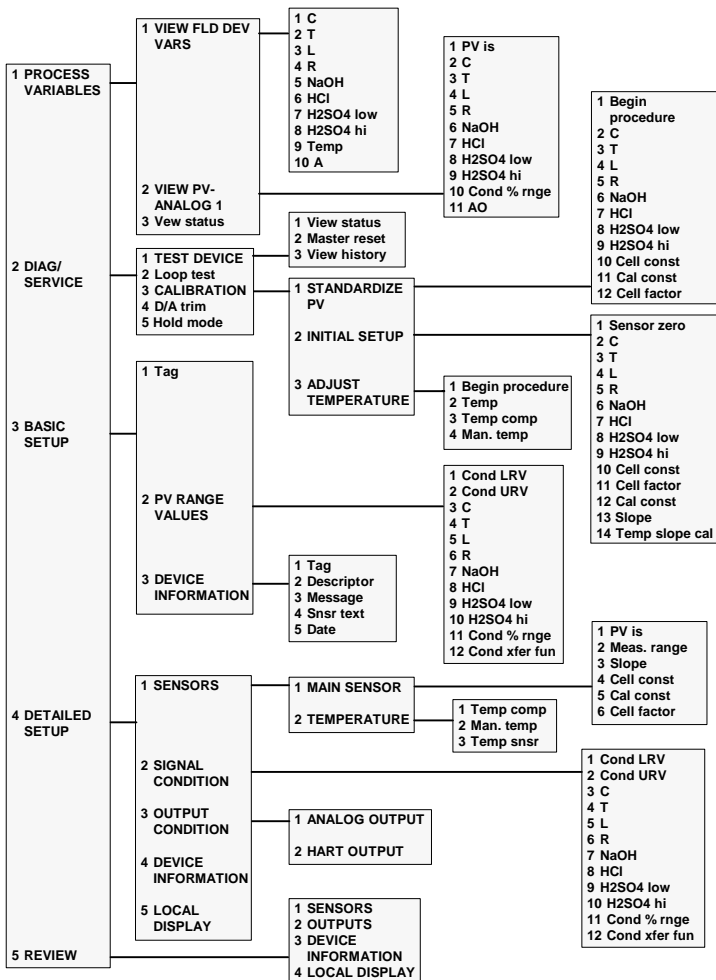 1 PROCESS
VARIABLES
2 DIAG/
SERVICE
3 BASIC
SETUP
4 DETAILED
SETUP
5 REVIEW
1 VIEW FLD DEV
VARS
2 VIEW PV-
ANALOG 1
3 Vew status
1 C
2 T
3 L
4 R
5 NaOH
6 HCl
7 H2SO4 low
8 H2SO4 hi
9 Temp
10 A
1 PV is
2 C
3 T
4 L
5 R
6 NaOH
7 HCl
8 H2SO4 low
9 H2SO4 hi
10 Cond % rnge
11 AO
1 TEST DEVICE
2 Loop test
3 CALIBRATION
4 D/A trim
5 Hold mode
1 View status
2 Master reset
3 View history
1 STANDARDIZE
PV
2 INITIAL SETUP
3 ADJUST
TEMPERATURE
1 Begin
procedure
2 C
3 T
4 L
5 R
6 NaOH
7 HCl
8 H2SO4 low
9 H2SO4 hi
10 Cell const
11 Cal const
12 Cell factor
1 Sensor zero
2 C
3 T
4 L
5 R
6 NaOH
7 HCl
8 H2SO4 low
9 H2SO4 hi
10 Cell const
11 Cell factor
12 Cal const
13 Slope
14 Temp slope cal
1 Begin procedure
2 Temp
3 Temp comp
4 Man. temp
1 Tag
2 PV RANGE
VALUES
3 DEVICE
INFORMATION
1 Cond LRV
2 Cond URV
3 C
4 T
5 L
6 R
7 NaOH
8 HCl
9 H2SO4 low
10 H2SO4 hi
11 Cond % rnge
12 Cond xfer fun
1 Tag
2 Descriptor
3 Message
4 Snsr text
5 Date
1 SENSORS
2 SIGNAL
CONDITION
3 OUTPUT
CONDITION
4 DEVICE
INFORMATION
5 LOCAL
DISPLAY
1 MAIN SENSOR
2 TEMPERATURE
1 PV is
2 Meas. range
3 Slope
4 Cell const
5 Cal const
6 Cell factor
1 Temp comp
2 Man. temp
3 Temp snsr
1 Cond LRV
2 Cond URV
3 C
4 T
5 L
6 R
7 NaOH
8 HCl
9 H2SO4 low
10 H2SO4 hi
11 Cond % rnge
12 Cond xfer fun
1 ANALOG OUTPUT
2 HART OUTPUT
1 SENSORS
2 OUTPUTS
3 DEVICE
INFORMATION
4 LOCAL DISPLAY